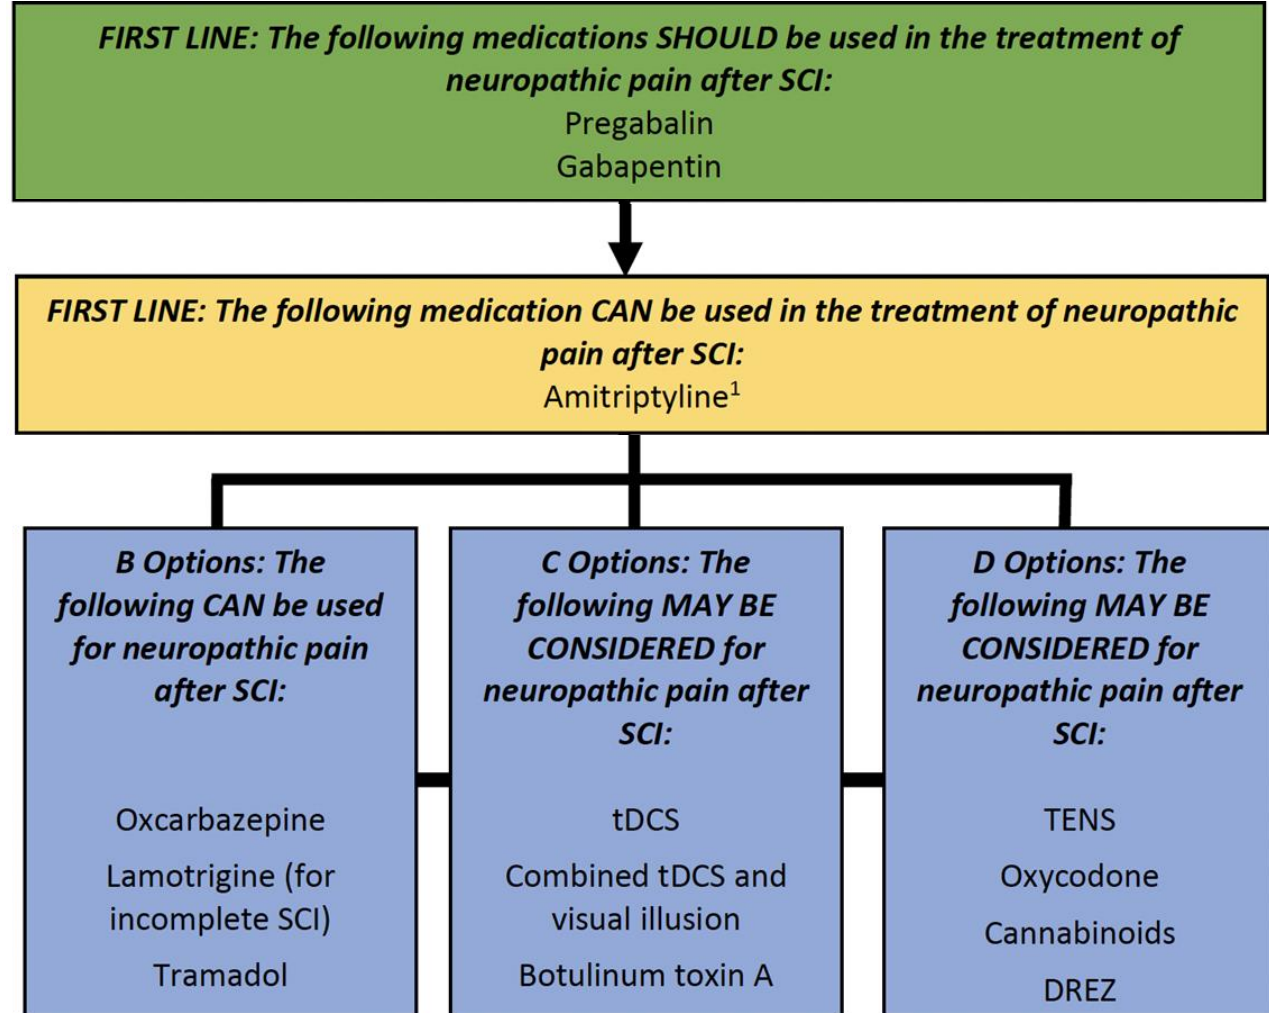 FIRST LINE: The following medications SHOULD be used in the treatment of
neuropathic pain after SCI:
Pregabalin
Gabapentin
FIRST LINE: The following medication CAN be used in the treatment of neuropathic
pain after SCI:
Amitriptyline¹
B Options: The
following CAN be used
for neuropathic pain
after SCI:
Oxcarbazepine
Lamotrigine (for
incomplete SCI)
Tramadol
C Options: The
following MAY BE
CONSIDERED for
neuropathic pain after
SCI:
tDCS
Combined tDCS and
visual illusion
Botulinum toxin A
D Options: The
following MAY BE
CONSIDERED for
neuropathic pain after
SCI:
TENS
Oxycodone
Cannabinoids
DREZ